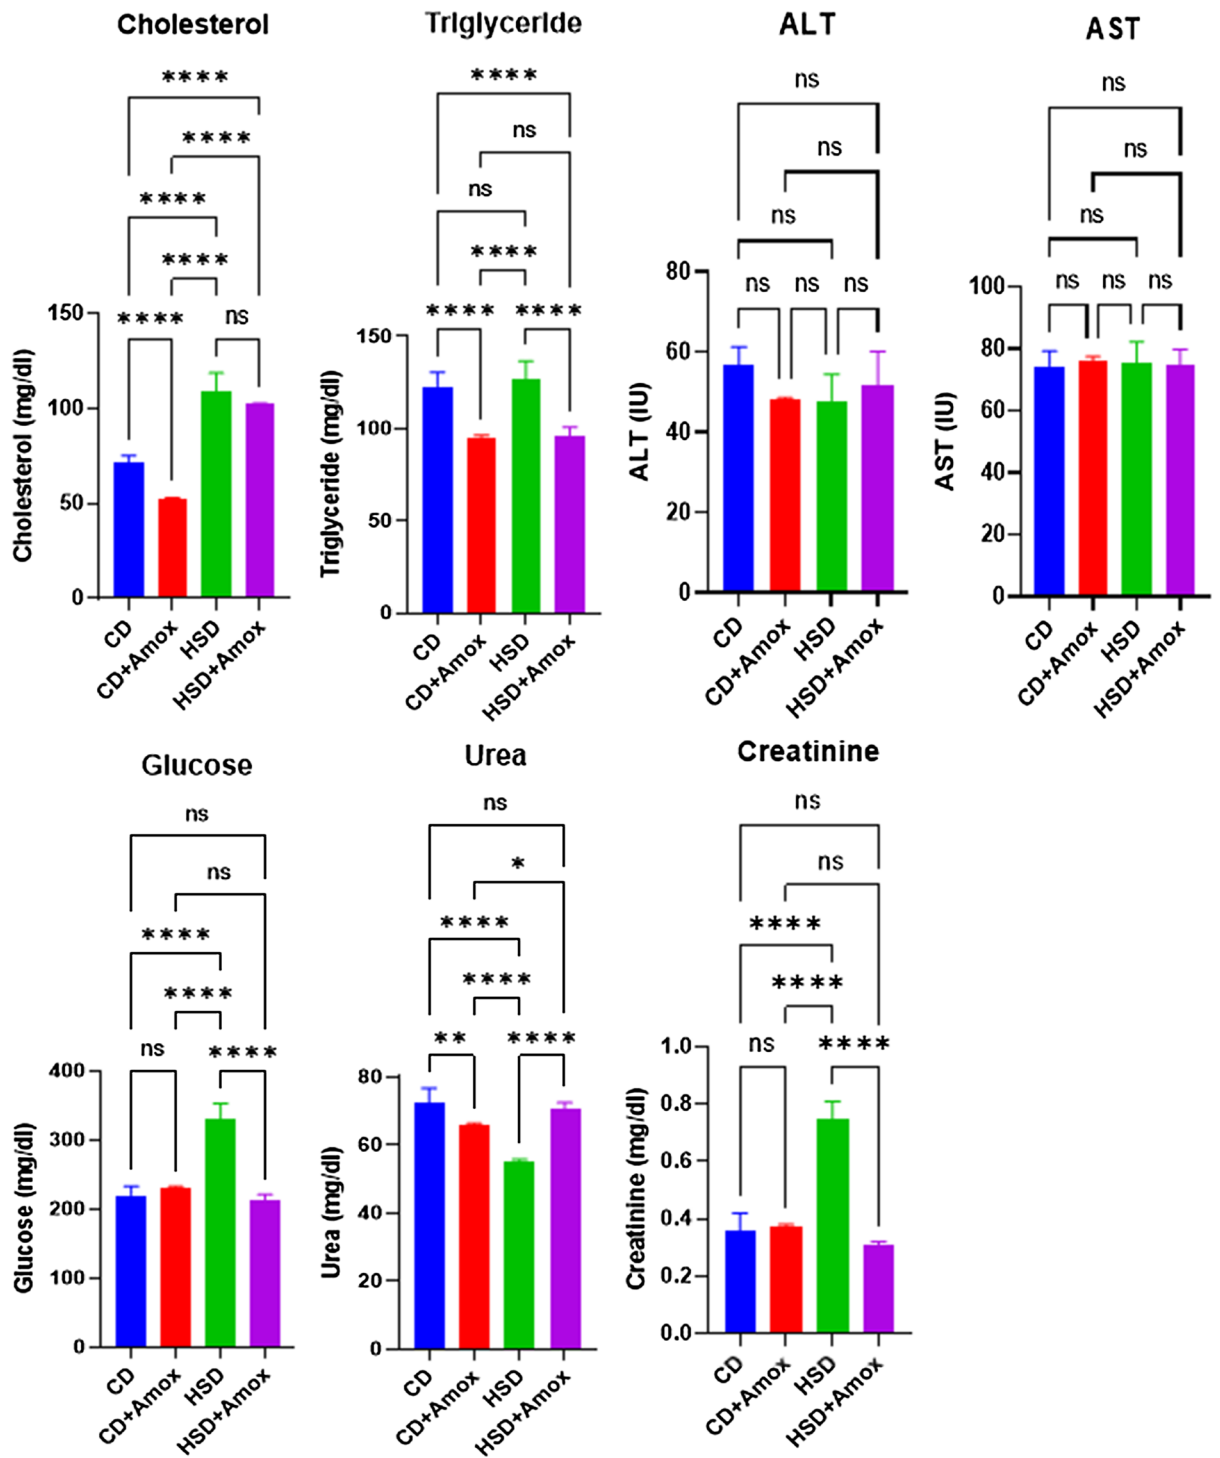 Cholesterol
****
****
****
****
****
ns
150
100
50
0
Cholesterol (mg/dl)
CD
CD+Amox
HSD
HSD+Amox
Triglyceride
****
ns
ns
****
****
****
150
100
50
0
Triglyceride (mg/dl)
CD
CD+Amox
HSD
HSD+Amox
ALT
ns
ns
ns
ns
ns
ns
80
60
40
20
0
ALT (IU)
CD
CD+Amox
HSD
HSD+Amox
AST
ns
ns
ns
ns
ns
ns
100
80
60
40
20
0
AST (IU)
CD
CD+Amox
HSD
HSD+Amox
Glucose
ns
ns
****
****
ns
****
400
300
200
100
0
Glucose (mg/dl)
CD
CD+Amox
HSD
HSD+Amox
Urea
ns
*
****
****
**
****
80
60
40
20
0
Urea (mg/dl)
CD
CD+Amox
HSD
HSD+Amox
Creatinine
ns
ns
****
****
ns
****
1.0
0.8
0.6
0.4
0.2
0.0
Creatinine (mg/dl)
CD
CD+Amox
HSD
HSD+Amox